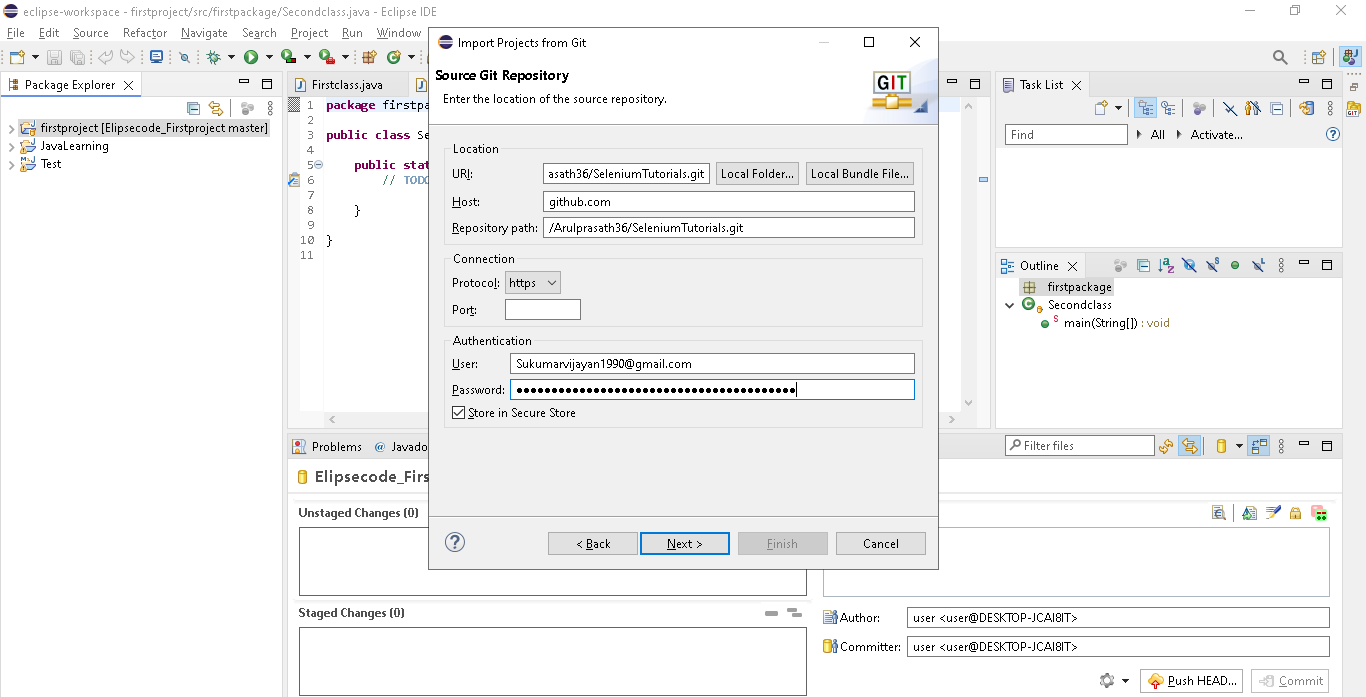 eclipse-workspace - firstproject/src/firstpackage/Secondclass.java - Eclipse IDE
File Edit Source Refactor Navigate Search Project Run Window
Package Explorer
firstproject [Elipsecode_Firstproject master]
JavaLearning
Test
Firstclass.java
1 package firstpa
2
3 public class Se
4
5 public stat
6 // TODO
7
8 }
9
10 }
11
Import Projects from Git
Source Git Repository
Enter the location of the source repository.
GIT
Location
URI: asath36/SeleniumTutorials.git Local Folder... Local Bundle File...
Host: github.com
Repository path: /Arulprasath36/SeleniumTutorials.git
Connection
Protocol: https
Port:
Authentication
User: Sukumarvijayan1990@gmail.com
Password: ●●●●●●●●●●●●●●●●●●●●●●●●●●●●●●●●●●●●●●●●
Store in Secure Store
< Back Next > Finish Cancel
Task List
Find All Activate...
Outline
firstpackage
Secondclass
main(String[]) : void
Problems @ Javado
Filter files
Elipsecode_Firs
Unstaged Changes (0)
Staged Changes (0)
Author: user <user@DESKTOP-JCAI8IT>
Committer: user <user@DESKTOP-JCAI8IT>
Push HEAD... Commit